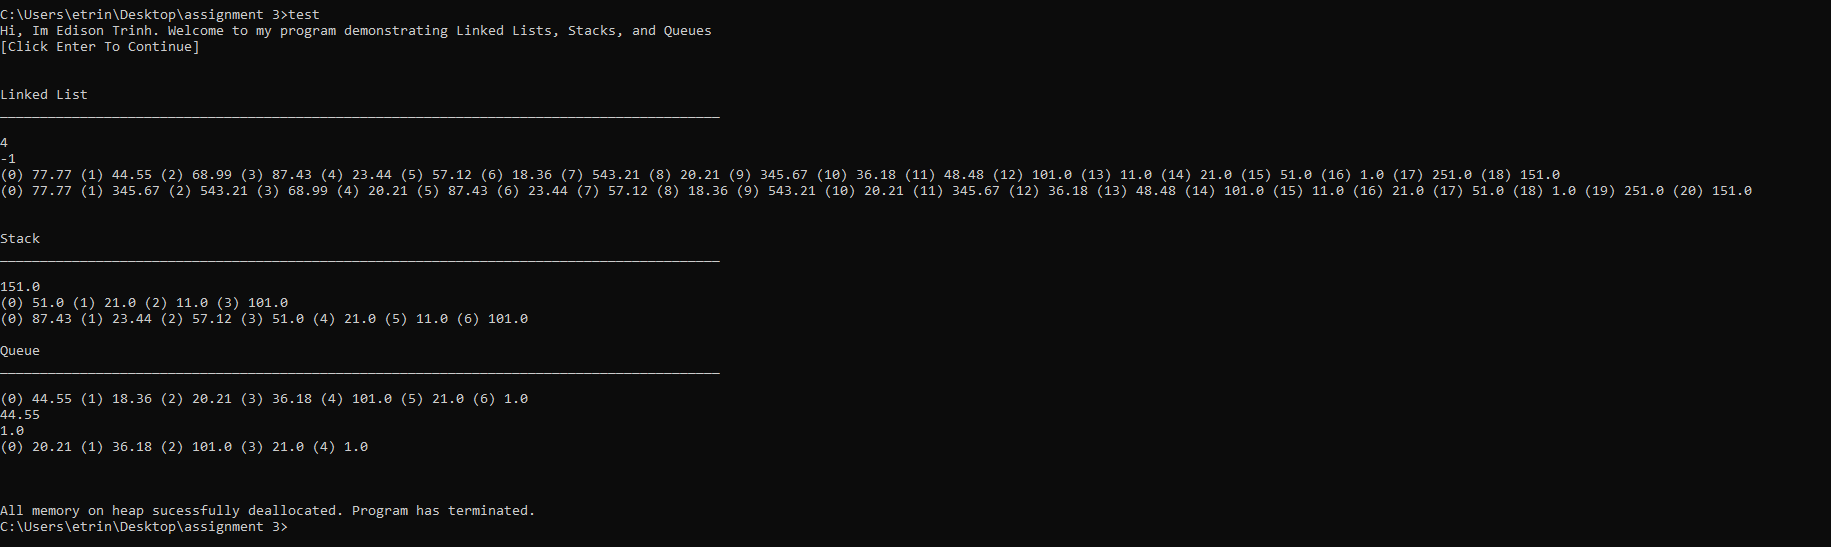 C:\Users\etrin\Desktop\assignment 3>test
Hi, Im Edison Trinh. Welcome to my program demonstrating Linked Lists, Stacks, and Queues
[Click Enter To Continue]
Linked List
__________________________________________________________________________________________
4
-1
(0) 77.77 (1) 44.55 (2) 68.99 (3) 87.43 (4) 23.44 (5) 57.12 (6) 18.36 (7) 543.21 (8) 20.21 (9) 345.67 (10) 36.18 (11) 48.48 (12) 101.0 (13) 11.0 (14) 21.0 (15) 51.0 (16) 1.0 (17) 251.0 (18) 151.0
(0) 77.77 (1) 345.67 (2) 543.21 (3) 68.99 (4) 20.21 (5) 87.43 (6) 23.44 (7) 57.12 (8) 18.36 (9) 543.21 (10) 20.21 (11) 345.67 (12) 36.18 (13) 48.48 (14) 101.0 (15) 11.0 (16) 21.0 (17) 51.0 (18) 1.0 (19) 251.0 (20) 151.0
Stack
__________________________________________________________________________________________
151.0
(0) 51.0 (1) 21.0 (2) 11.0 (3) 101.0
(0) 87.43 (1) 23.44 (2) 57.12 (3) 51.0 (4) 21.0 (5) 11.0 (6) 101.0
Queue
__________________________________________________________________________________________
(0) 44.55 (1) 18.36 (2) 20.21 (3) 36.18 (4) 101.0 (5) 21.0 (6) 1.0
44.55
1.0
(0) 20.21 (1) 36.18 (2) 101.0 (3) 21.0 (4) 1.0
All memory on heap sucessfully deallocated. Program has terminated.
C:\Users\etrin\Desktop\assignment 3>